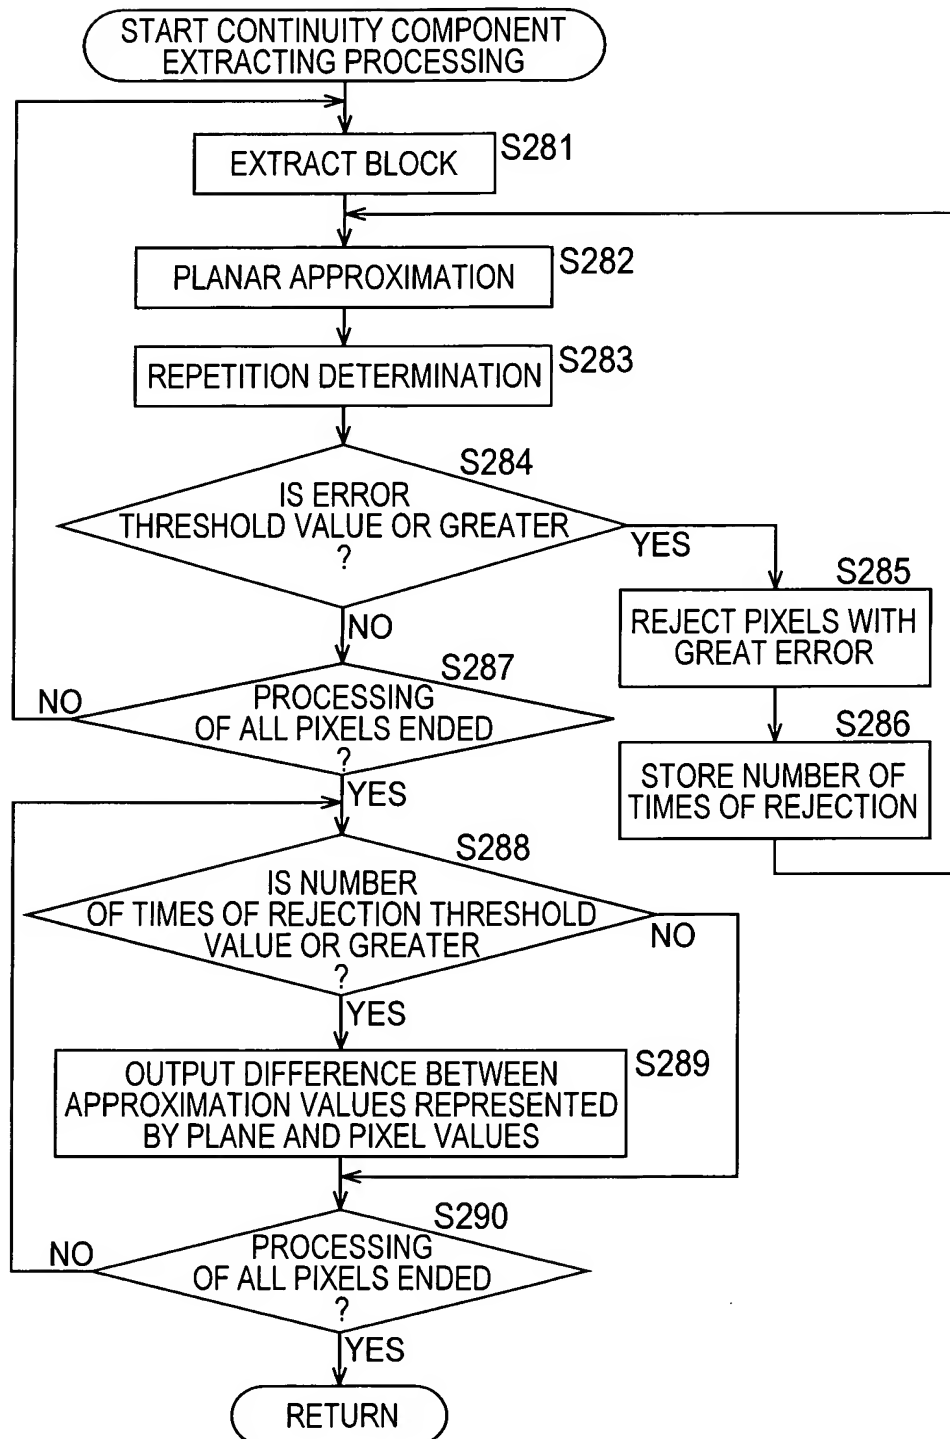 START CONTINUITY COMPONENT
EXTRACTING PROCESSING
EXTRACT BLOCK
S281
PLANAR APPROXIMATION
S282
REPETITION DETERMINATION
S283
S284
IS ERROR
THRESHOLD VALUE OR GREATER
?
YES
NO
S285
REJECT PIXELS WITH
GREAT ERROR
S286
STORE NUMBER OF
TIMES OF REJECTION
S287
PROCESSING
OF ALL PIXELS ENDED
?
NO
YES
S288
IS NUMBER
OF TIMES OF REJECTION THRESHOLD
VALUE OR GREATER
?
NO
YES
S289
OUTPUT DIFFERENCE BETWEEN
APPROXIMATION VALUES REPRESENTED
BY PLANE AND PIXEL VALUES
S290
PROCESSING
OF ALL PIXELS ENDED
?
NO
YES
RETURN